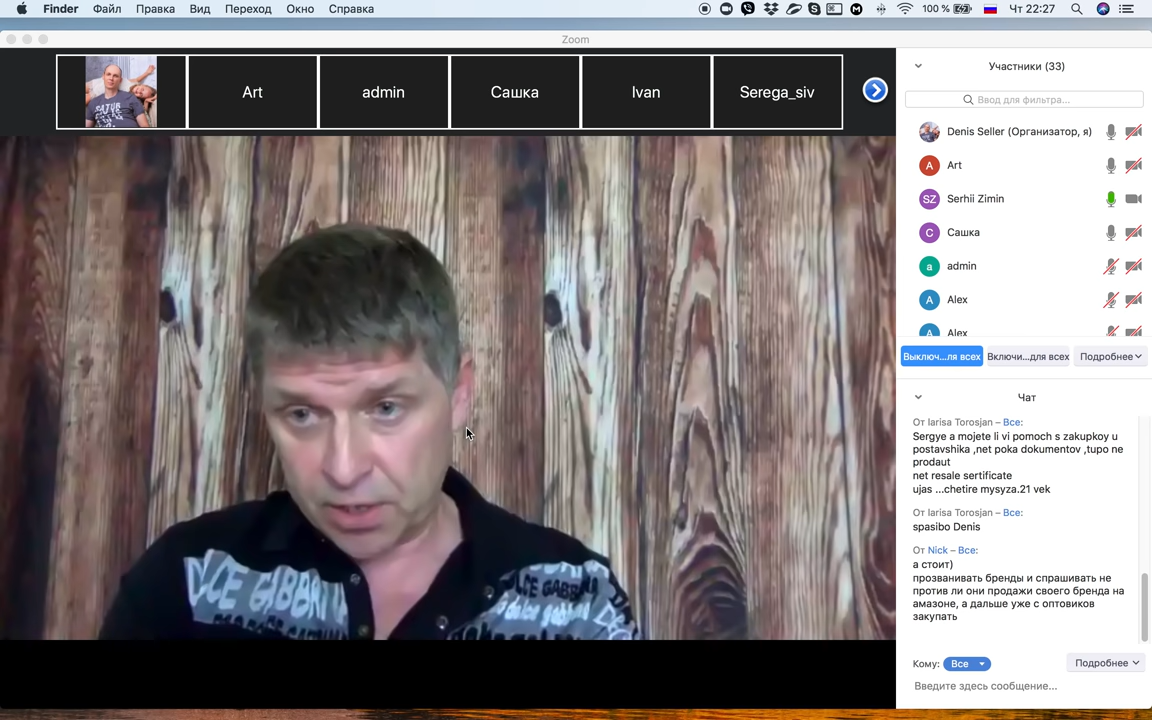 Finder Файл Правка Вид Переход Окно Справка 100 % Чт 22:27
Zoom
Art admin Сашка Ivan Serega_siv
Участники (33)
Ввод для фильтра...
Denis Seller (Организатор, я)
A Art
SZ Serhii Zimin
C Сашка
a admin
A Alex
A Alex
Выключ...ля всех Включи...для всех Подробнее
Чат
От larisa Torosjan – Все:
Sergye a mojete li vi pomoch s zakupkoy u
postavshika ,net poka dokumentov ,tupo ne
prodaut
net resale sertificate
ujas ...chetire mysyza.21 vek
От larisa Torosjan – Все:
spasibo Denis
От Nick – Все:
а стоит)
прозванивать бренды и спрашивать не
против ли они продажи своего бренда на
амазоне, а дальше уже с оптовиков
закупать
Кому: Все Подробнее
Введите здесь сообщение...
DOLCE GABBANA